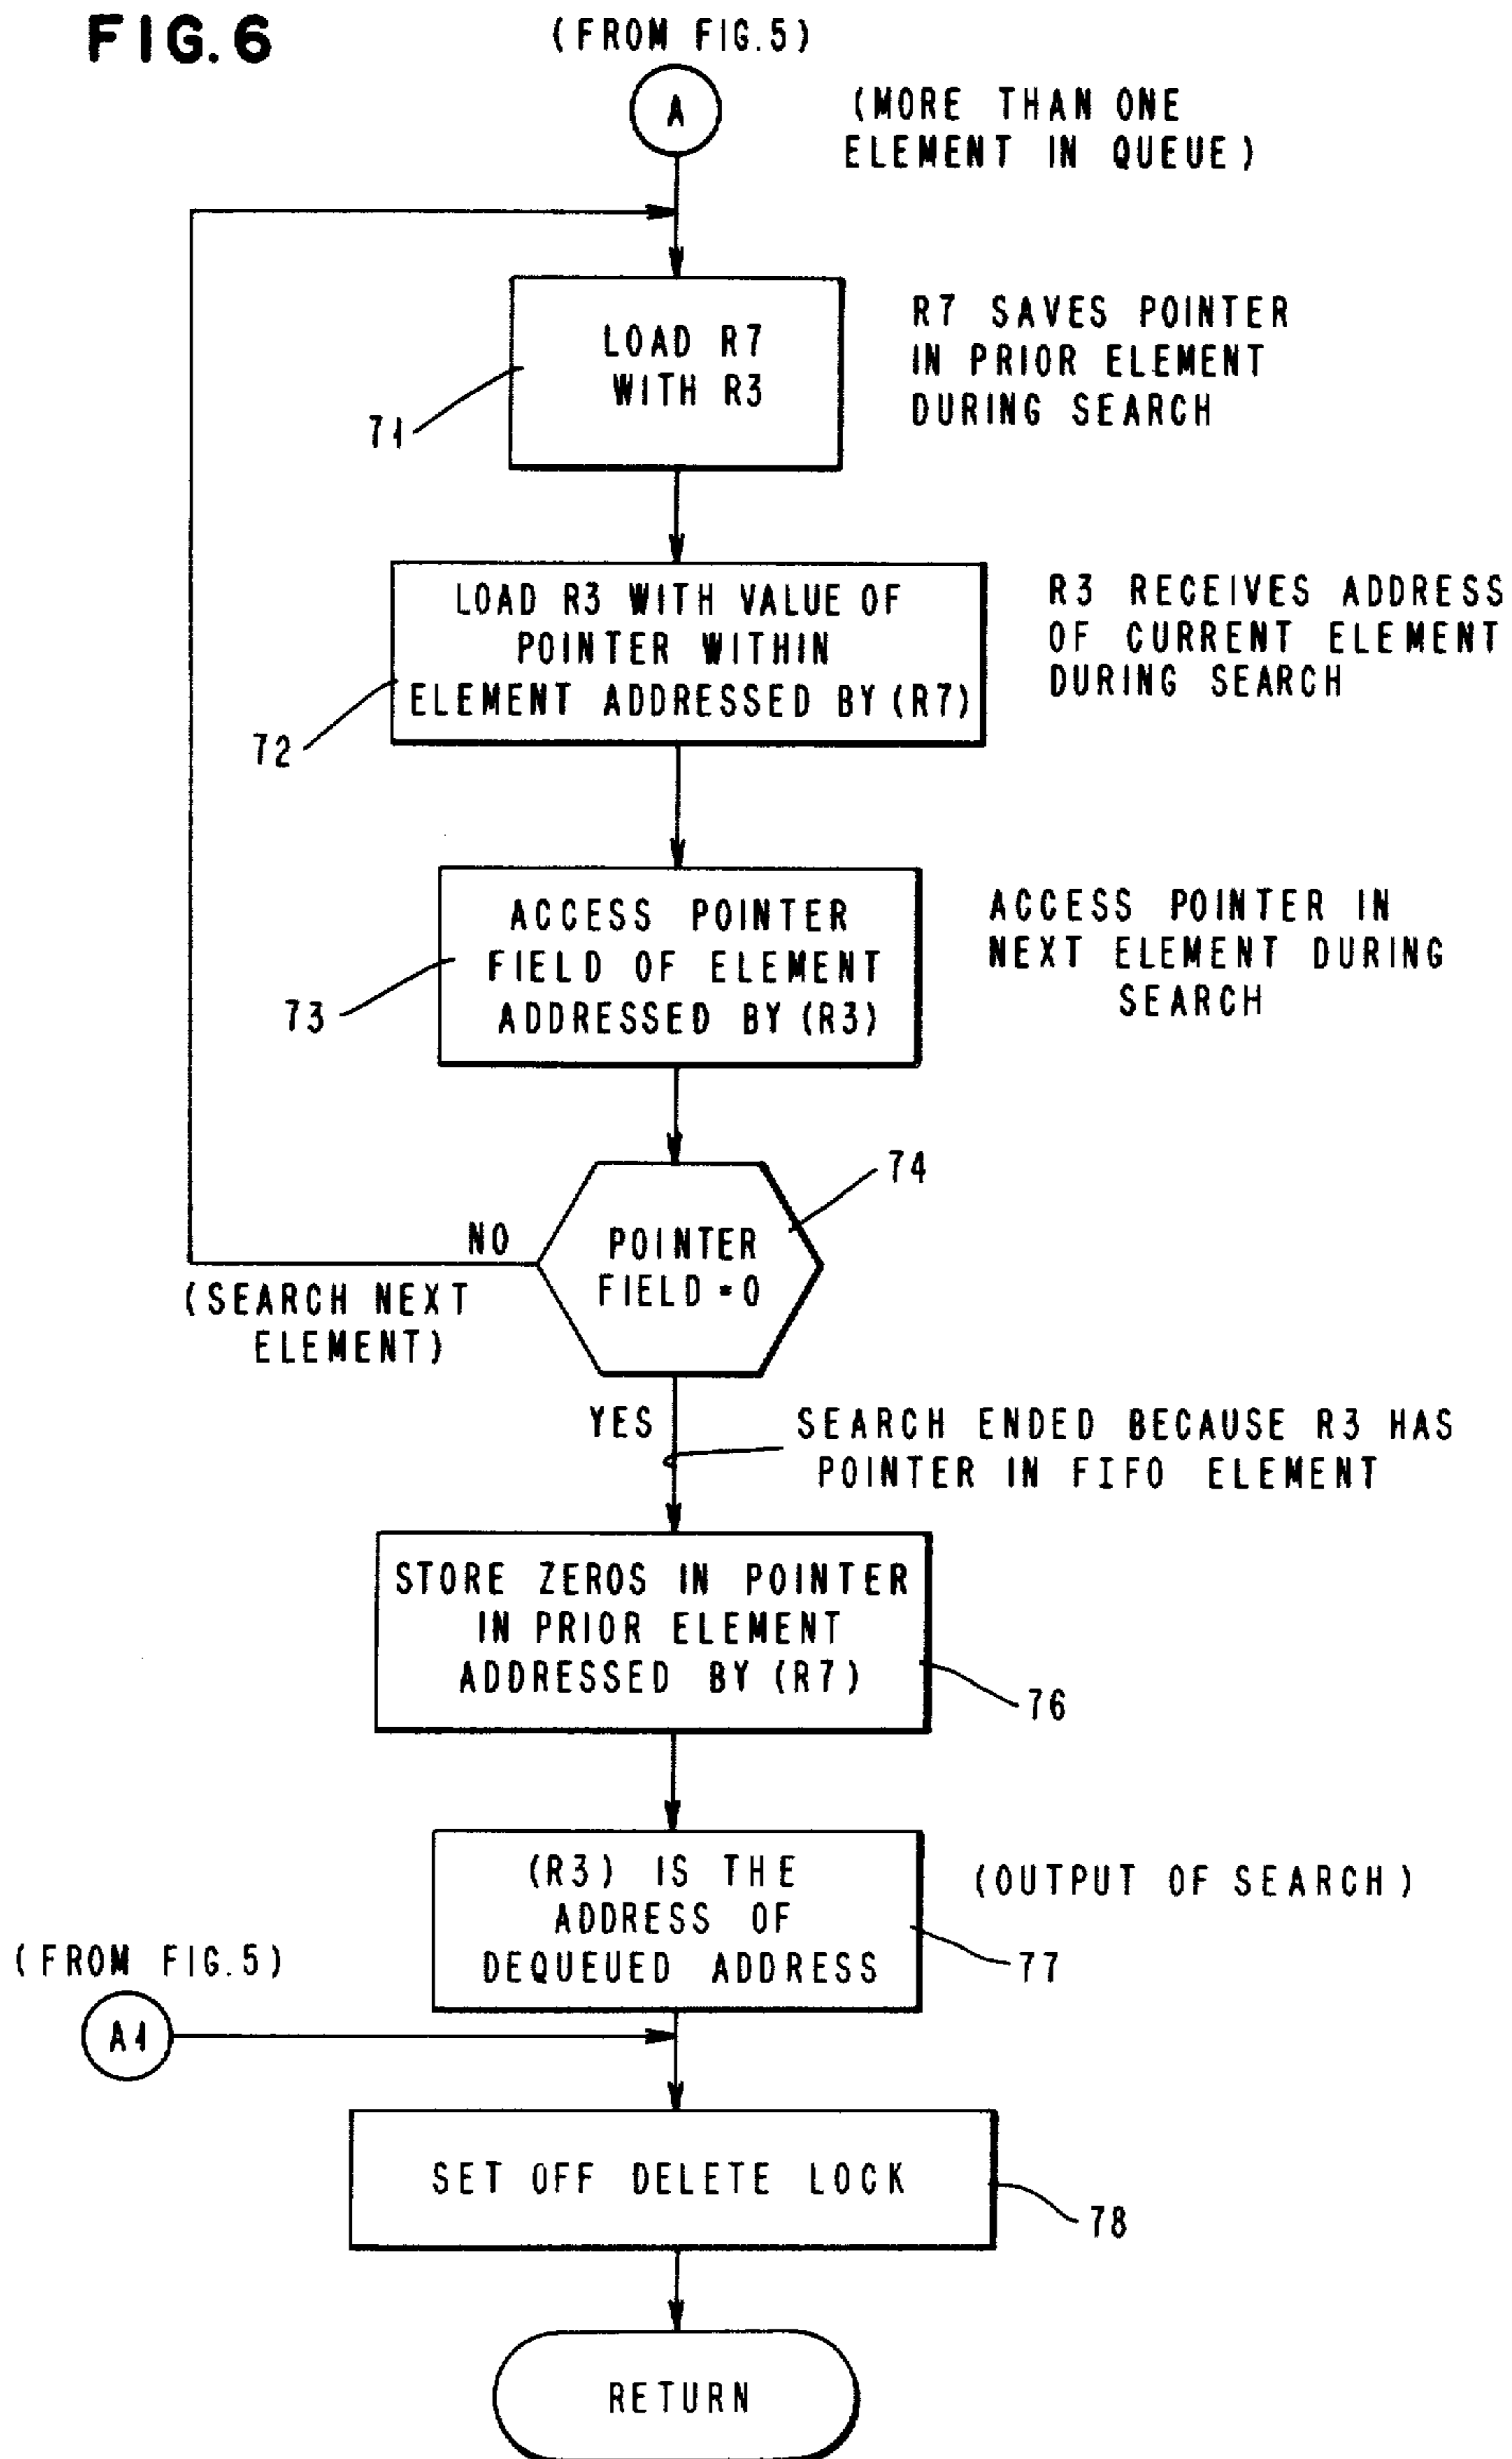 FIG. 6
(FROM FIG. 5)
A
(MORE THAN ONE
ELEMENT IN QUEUE)
LOAD R7
WITH R3
71
R7 SAVES POINTER
IN PRIOR ELEMENT
DURING SEARCH
LOAD R3 WITH VALUE OF
POINTER WITHIN
ELEMENT ADDRESSED BY (R7)
72
R3 RECEIVES ADDRESS
OF CURRENT ELEMENT
DURING SEARCH
ACCESS POINTER
FIELD OF ELEMENT
ADDRESSED BY (R3)
73
ACCESS POINTER IN
NEXT ELEMENT DURING
SEARCH
74
POINTER
FIELD = 0
NO
(SEARCH NEXT
ELEMENT)
YES
SEARCH ENDED BECAUSE R3 HAS
POINTER IN FIFO ELEMENT
STORE ZEROS IN POINTER
IN PRIOR ELEMENT
ADDRESSED BY (R7)
76
(R3) IS THE
ADDRESS OF
DEQUEUED ADDRESS
77
(OUTPUT OF SEARCH)
(FROM FIG. 5)
A1
SET OFF DELETE LOCK
78
RETURN